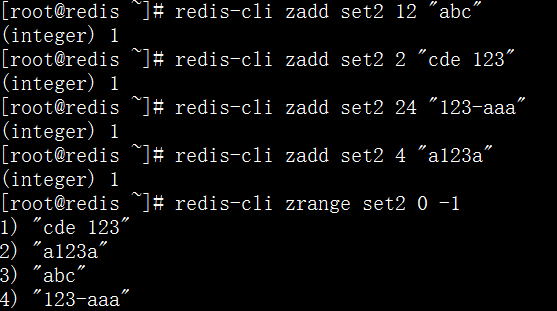 [root@redis ~]# redis-cli zadd set2 12 "abc"
(integer) 1
[root@redis ~]# redis-cli zadd set2 2 "cde 123"
(integer) 1
[root@redis ~]# redis-cli zadd set2 24 "123-aaa"
(integer) 1
[root@redis ~]# redis-cli zadd set2 4 "a123a"
(integer) 1
[root@redis ~]# redis-cli zrange set2 0 -1
1) "cde 123"
2) "a123a"
3) "abc"
4) "123-aaa"